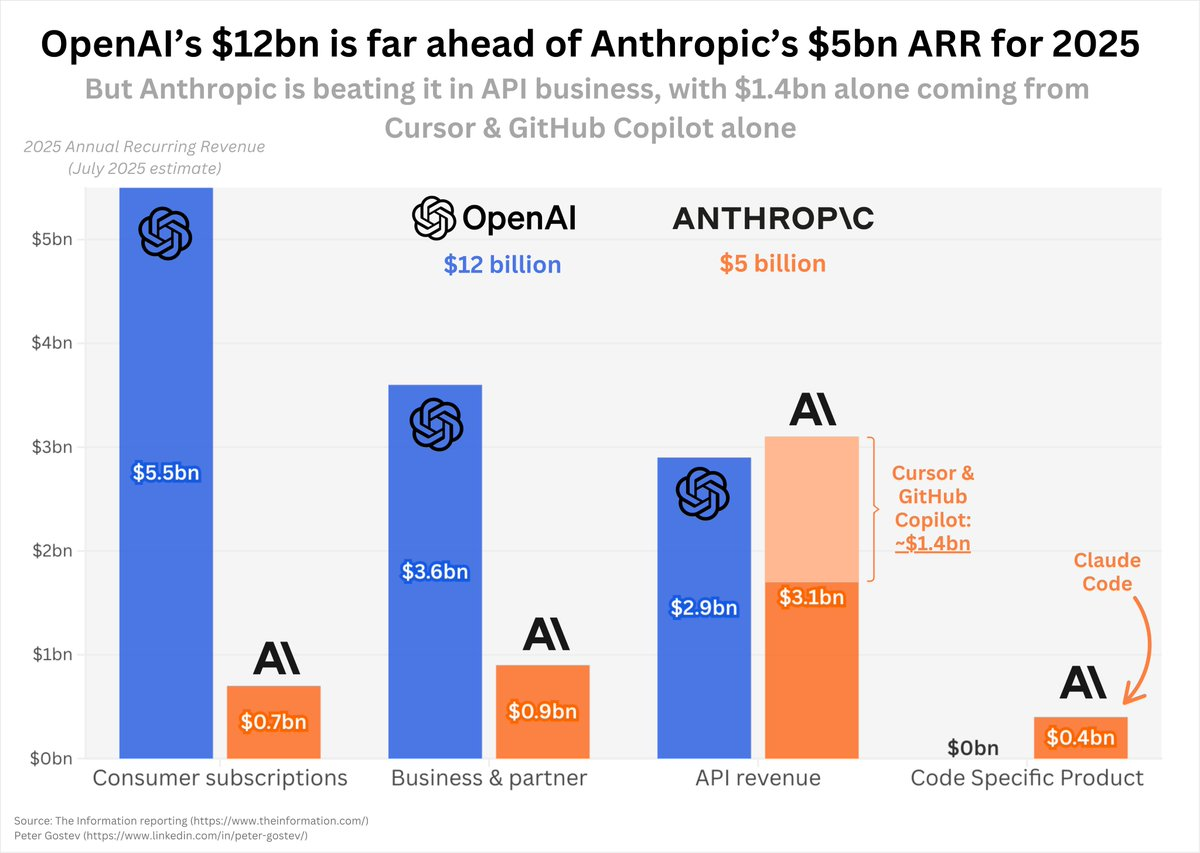 OpenAI’s $12bn is far ahead of Anthropic’s $5bn ARR for 2025
But Anthropic is beating it in API business, with $1.4bn alone coming from
Cursor & GitHub Copilot alone
2025 Annual Recurring Revenue
(July 2025 estimate)
OpenAI
ANTHROP\C
$12 billion
$5 billion
$5bn
$4bn
$3bn
$2bn
$1bn
$0bn
$5.5bn
A\
$0.7bn
$3.6bn
A\
$0.9bn
$2.9bn
A\
$3.1bn
Cursor &
GitHub
Copilot:
~$1.4bn
Claude
Code
$0bn
A\
$0.4bn
Consumer subscriptions
Business & partner
API revenue
Code Specific Product
Source: The Information reporting (https://www.theinformation.com/)
Peter Gostev (https://www.linkedin.com/in/peter-gostev/)